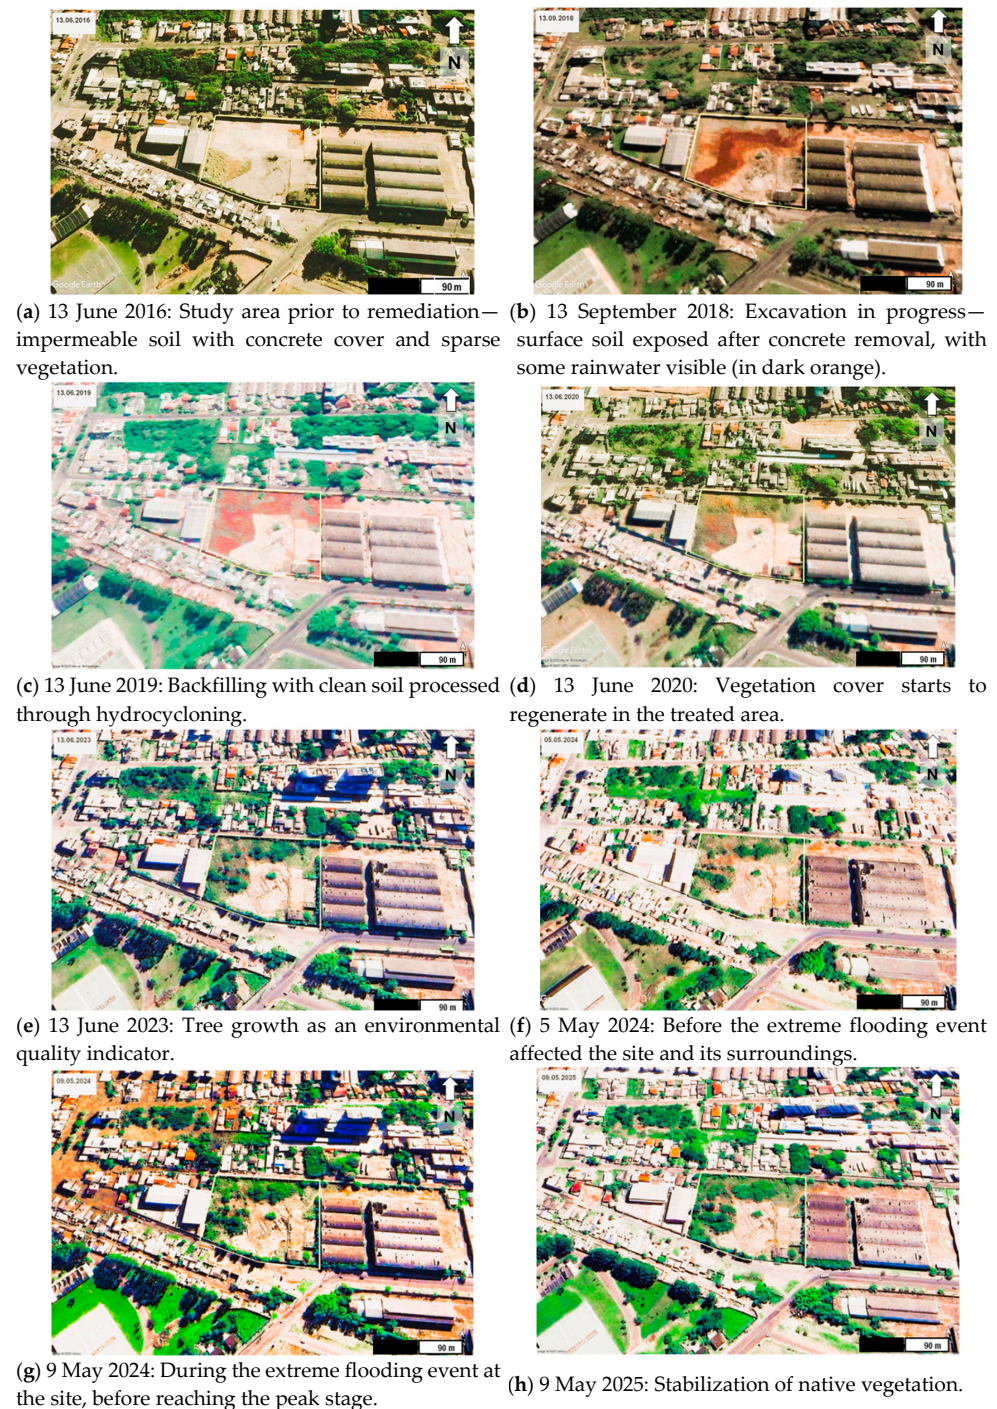 13.06.2016
N
Google Earth
90 m
13.09.2018
N
Google Earth
90 m
(a) 13 June 2016: Study area prior to remediation—
impermeable soil with concrete cover and sparse
vegetation.
(b) 13 September 2018: Excavation in progress—
surface soil exposed after concrete removal, with
some rainwater visible (in dark orange).
13.06.2019
N
90 m
13.06.2020
N
Google Earth
90 m
(c) 13 June 2019: Backfilling with clean soil processed
through hydrocycloning.
(d) 13 June 2020: Vegetation cover starts to
regenerate in the treated area.
13.06.2023
N
90 m
05.05.2024
N
90 m
(e) 13 June 2023: Tree growth as an environmental
quality indicator.
(f) 5 May 2024: Before the extreme flooding event
affected the site and its surroundings.
09.05.2024
N
90 m
09.05.2025
N
90 m
(g) 9 May 2024: During the extreme flooding event at
the site, before reaching the peak stage.
(h) 9 May 2025: Stabilization of native vegetation.